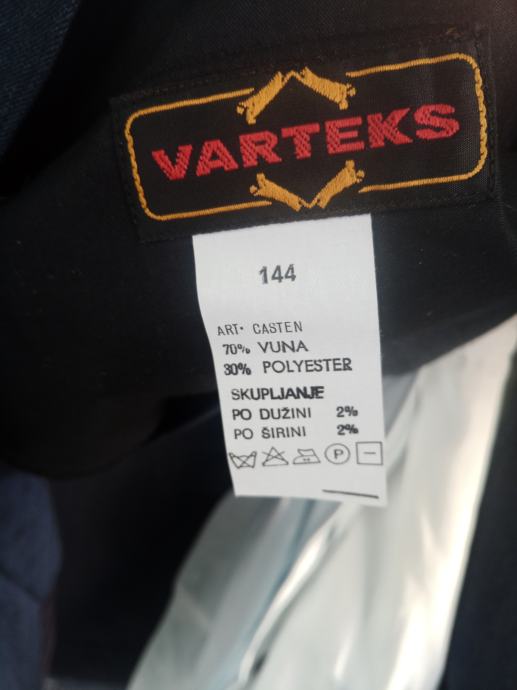 VARTEKS
144
ART• CASTEN
70% VUNA
30% POLYESTER
SKUPLJANJE
PO DUŽINI 2%
PO ŠIRINI 2%
P